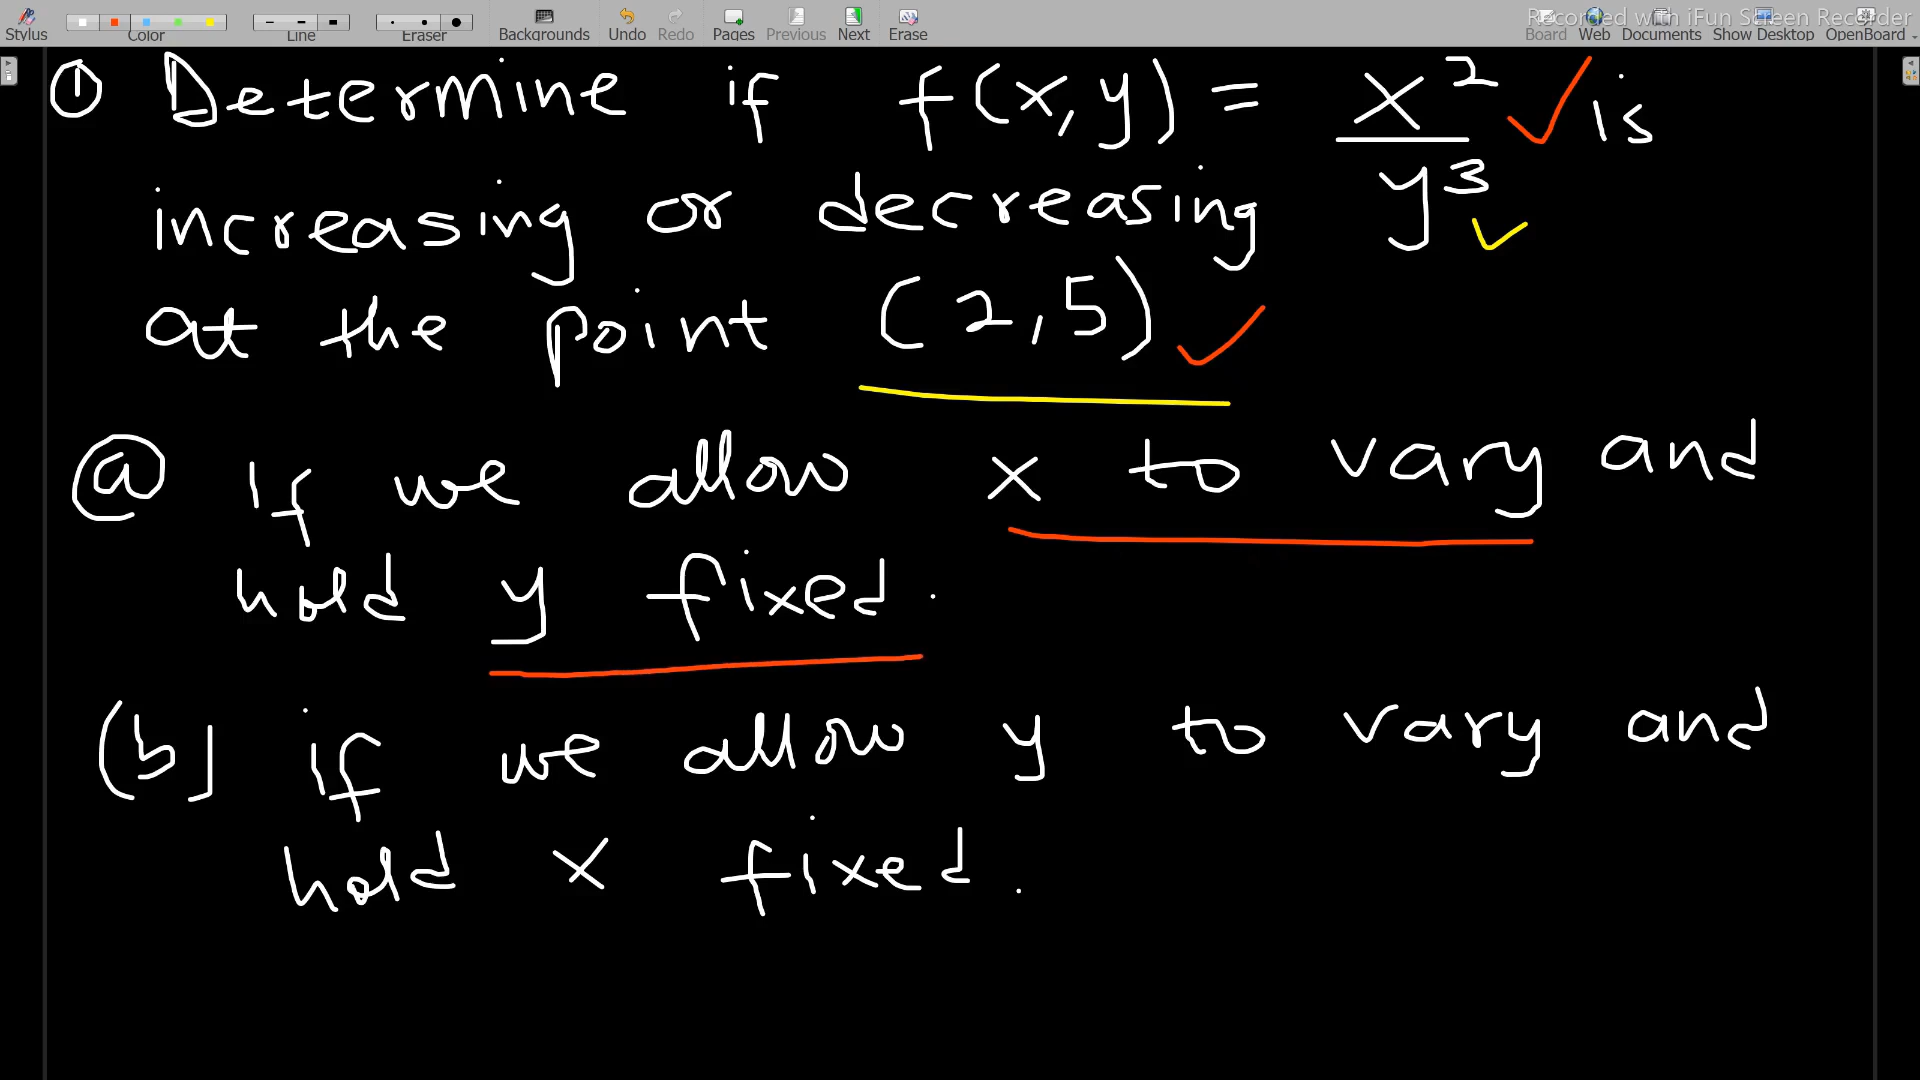 Recorded with iFun Screen Recorder
Stylus Color Line Eraser Backgrounds Undo Redo Pages Previous Next Erase Board Web Documents Show Desktop OpenBoard
① Determine if f(x,y) = x²/y³ is
increasing or decreasing
at the point (2,5)
ⓐ If we allow x to vary and
hold y fixed.
(b) if we allow y to vary and
hold x fixed.